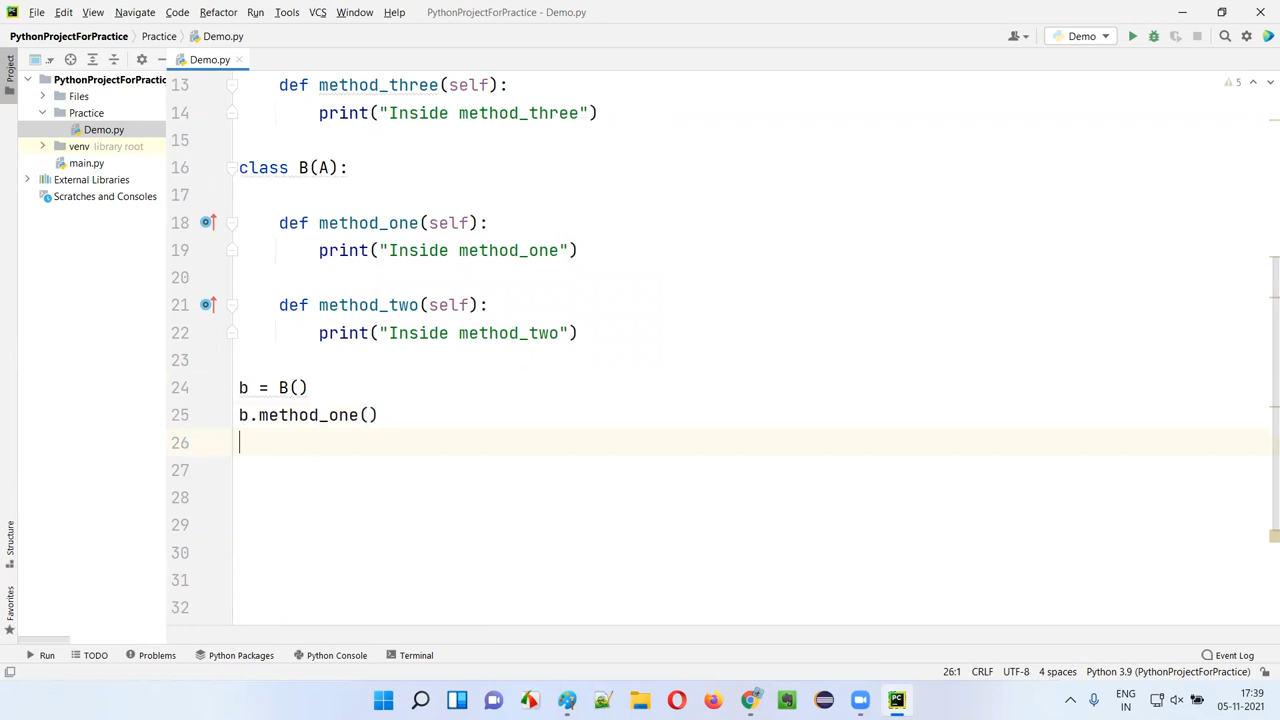 File Edit View Navigate Code Refactor Run Tools VCS Window Help PythonProjectForPractice - Demo.py
PythonProjectForPractice Practice Demo.py Demo
Project
Demo.py
PythonProjectForPractic
Files
Practice
Demo.py
venv library root
main.py
External Libraries
Scratches and Consoles
Structure
Favorites
5
13 def method_three(self):
14 print("Inside method_three")
15
16 class B(A):
17
18 def method_one(self):
19 print("Inside method_one")
20
21 def method_two(self):
22 print("Inside method_two")
23
24 b = B()
25 b.method_one()
26
27
28
29
30
31
32
Run TODO Problems Python Packages Python Console Terminal Event Log
26:1 CRLF UTF-8 4 spaces Python 3.9 (PythonProjectForPractice)
PC
ENG
IN
17:39
05-11-2021